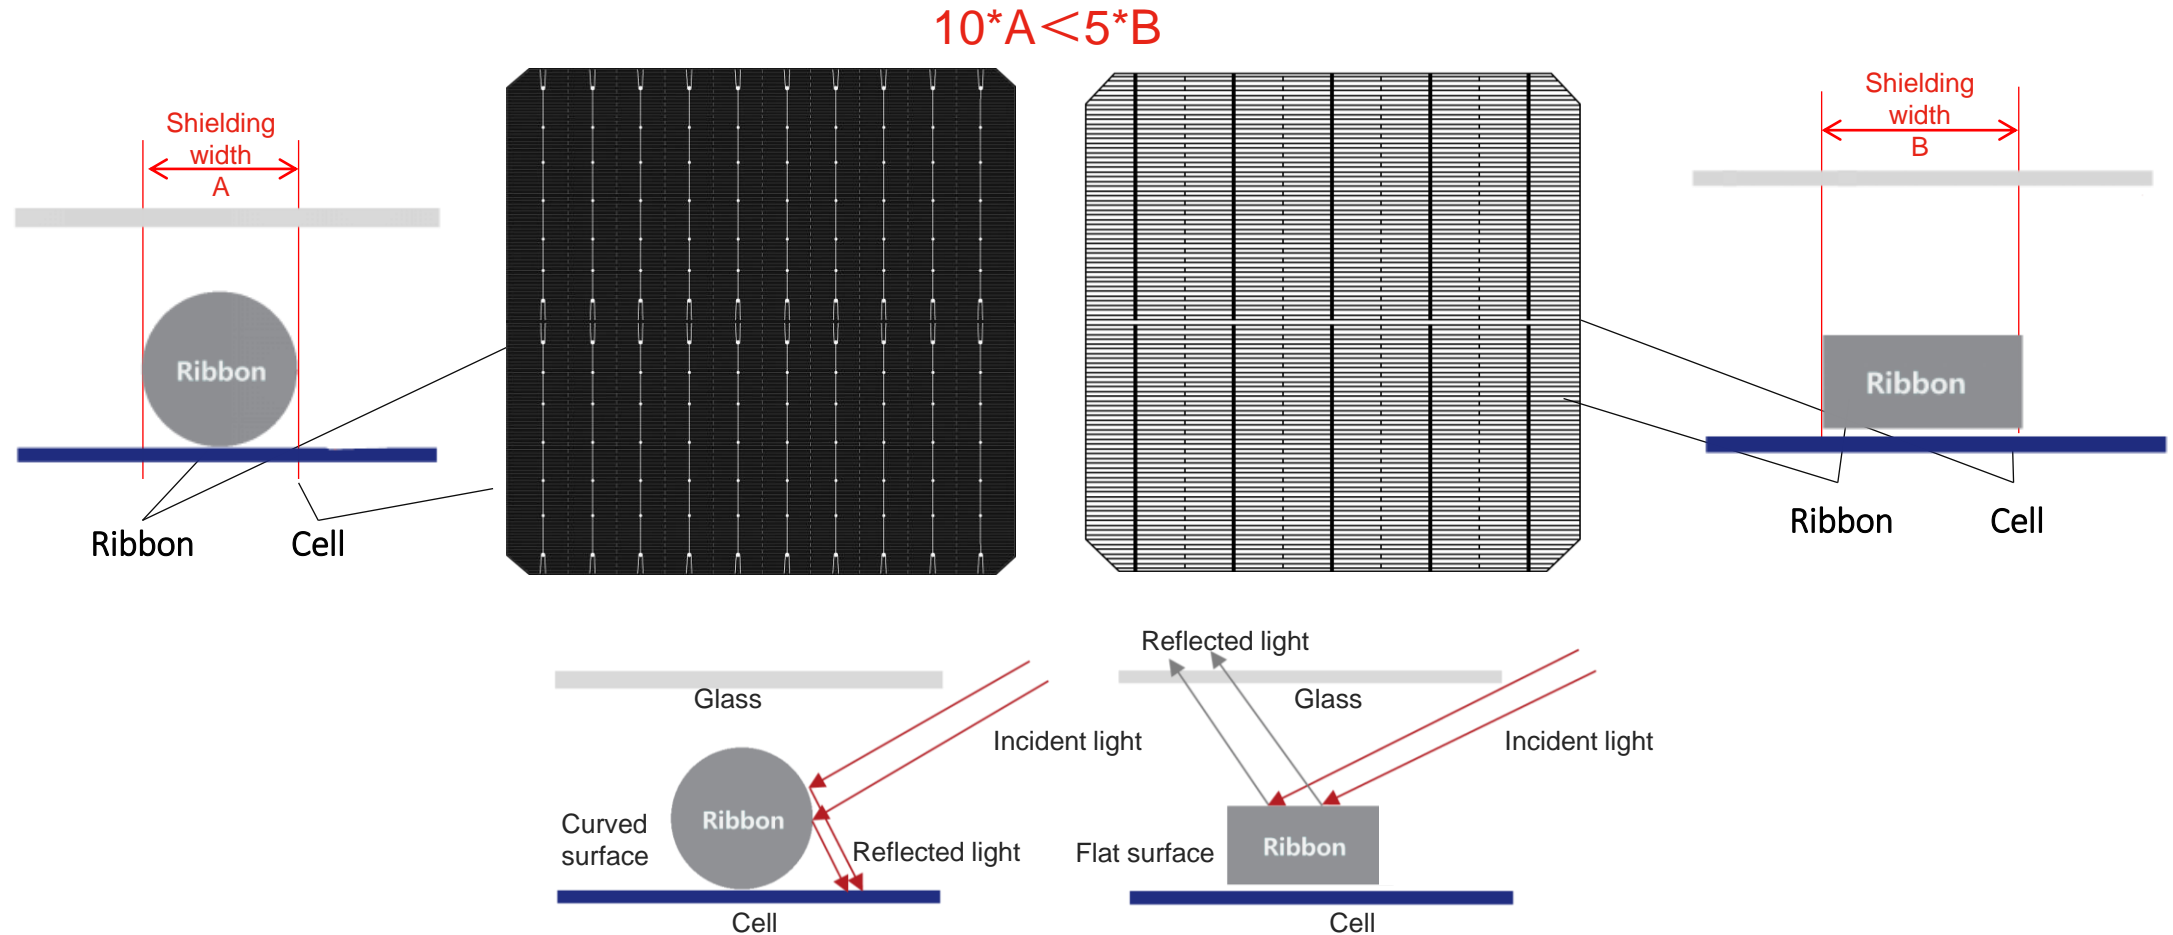 10*A＜5*B
Shielding
width
A
Ribbon
Ribbon
Cell
Shielding
width
B
Ribbon
Ribbon
Cell
Glass
Incident light
Ribbon
Curved
surface
Reflected light
Cell
Reflected light
Glass
Incident light
Flat surface
Ribbon
Cell